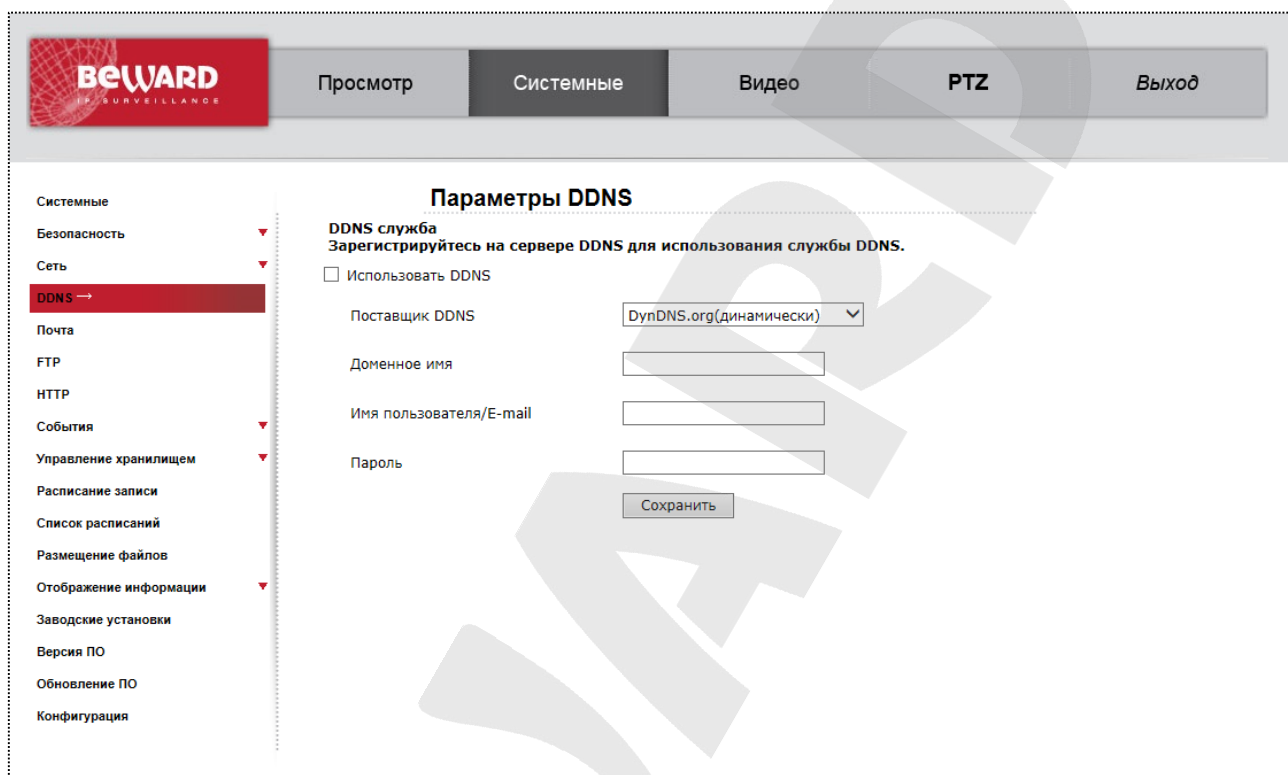 BEWARD
IP SURVEILLANCE
Просмотр
Системные
Видео
PTZ
Выход
Системные
Безопасность
Сеть
DDNS →
Почта
FTP
HTTP
События
Управление хранилищем
Расписание записи
Список расписаний
Размещение файлов
Отображение информации
Заводские установки
Версия ПО
Обновление ПО
Конфигурация
Параметры DDNS
DDNS служба
Зарегистрируйтесь на сервере DDNS для использования службы DDNS.
Использовать DDNS
Поставщик DDNS
DynDNS.org(динамически)
Доменное имя
Имя пользователя/E-mail
Пароль
Сохранить